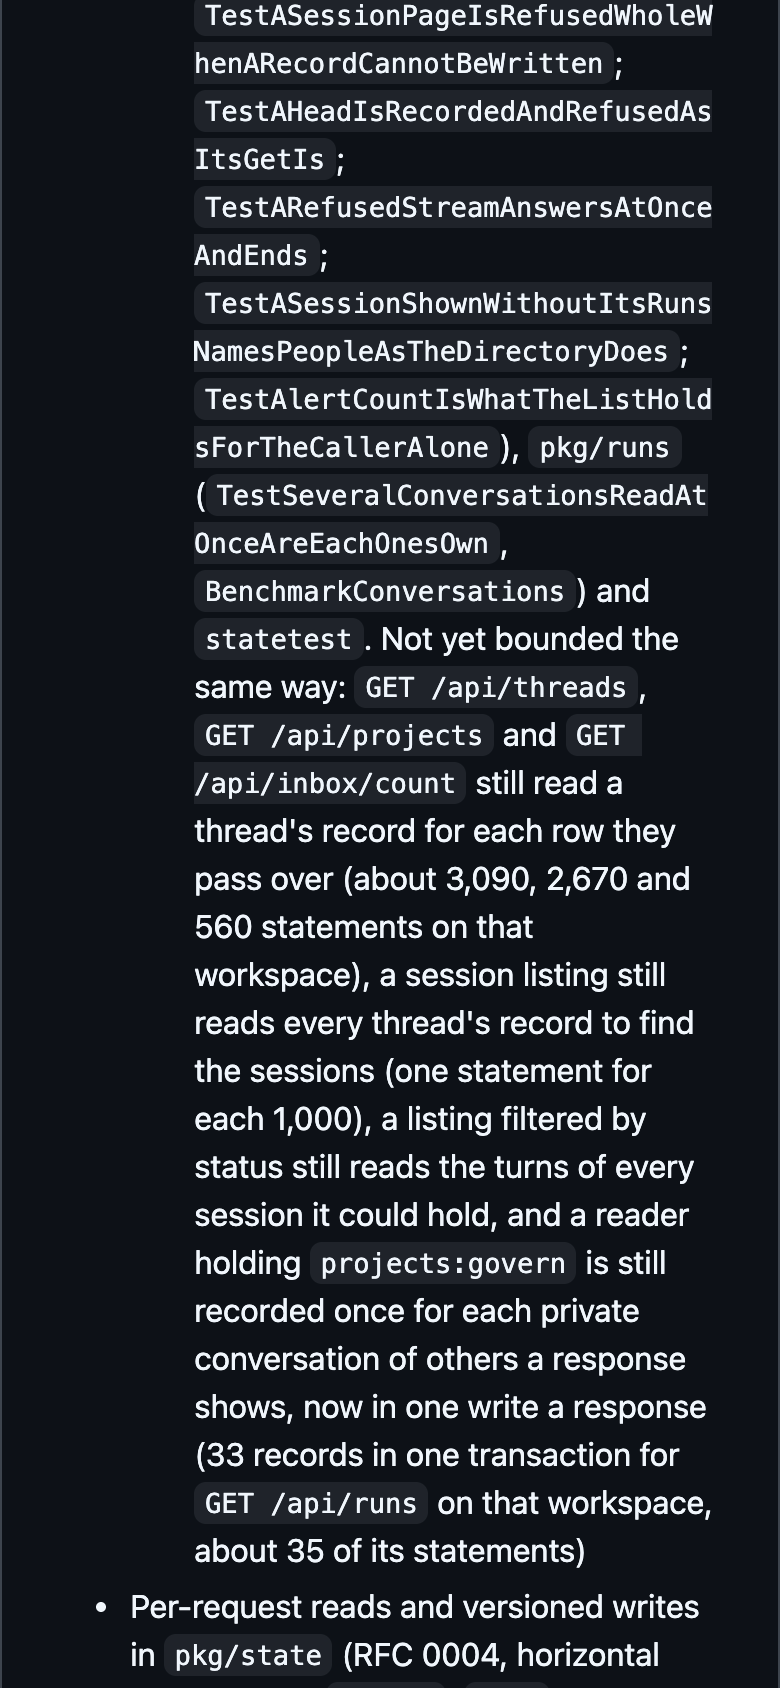 TestASessionPageIsRefusedWholeW
henARecordCannotBeWritten;
TestAHeadIsRecordedAndRefusedAs
ItsGetIs;
TestARefusedStreamAnswersAtOnce
AndEnds;
TestASessionShownWithoutItsRuns
NamesPeopleAsTheDirectoryDoes;
TestAlertCountIsWhatTheListHold
sForTheCallerAlone), pkg/runs
(TestSeveralConversationsReadAt
OnceAreEachOnesOwn,
BenchmarkConversations) and
statetest. Not yet bounded the
same way: GET /api/threads,
GET /api/projects and GET
/api/inbox/count still read a
thread's record for each row they
pass over (about 3,090, 2,670 and
560 statements on that
workspace), a session listing still
reads every thread's record to find
the sessions (one statement for
each 1,000), a listing filtered by
status still reads the turns of every
session it could hold, and a reader
holding projects:govern is still
recorded once for each private
conversation of others a response
shows, now in one write a response
(33 records in one transaction for
GET /api/runs on that workspace,
about 35 of its statements)
• Per-request reads and versioned writes
in pkg/state (RFC 0004, horizontal